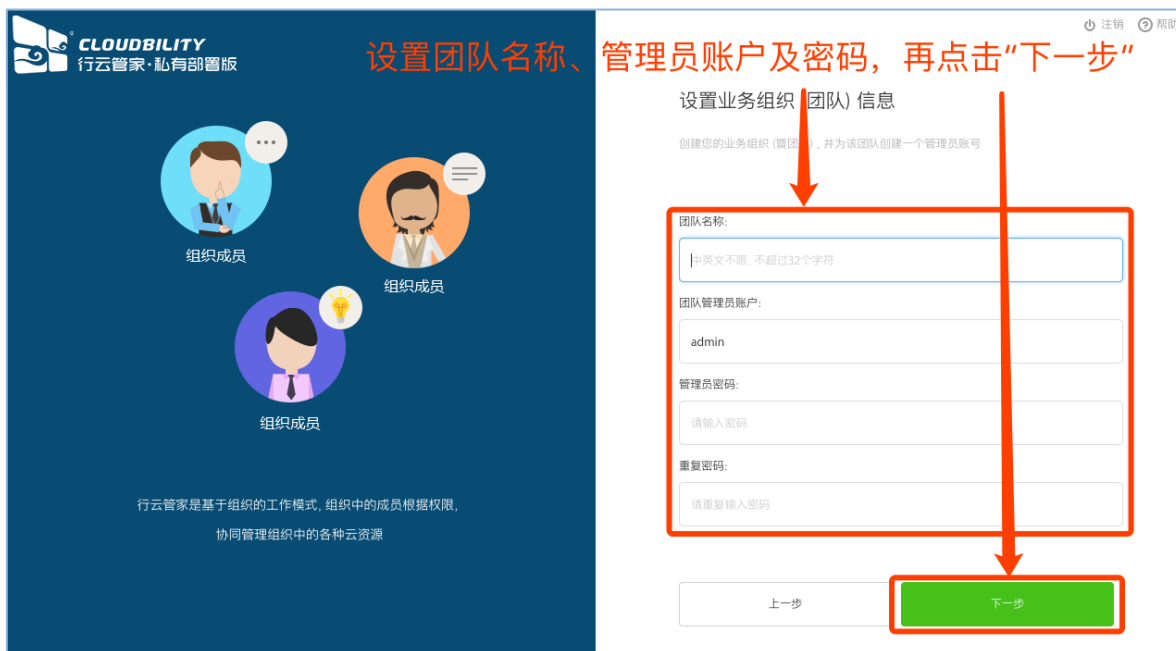 CLOUDBILITY
行云管家·私有部署版
注销 帮助
设置团队名称、管理员账户及密码，再点击"下一步"
设置业务组织（团队）信息
创建您的业务组织（暨团队），并为该团队创建一个管理员账号
组织成员
组织成员
组织成员
行云管家是基于组织的工作模式, 组织中的成员根据权限,
协同管理组织中的各种云资源
团队名称:
中英文不限, 不超过32个字符
团队管理员账户:
admin
管理员密码:
请输入密码
重复密码:
请重复输入密码
上一步
下一步